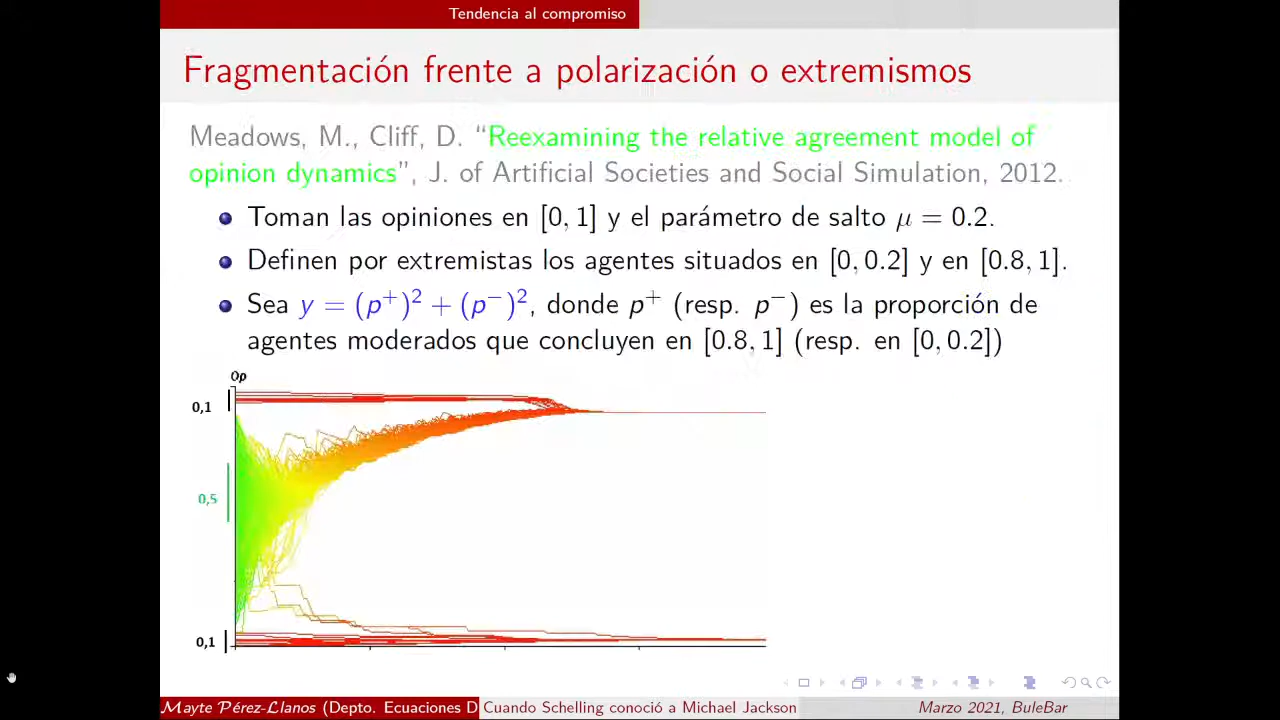 Tendencia al compromiso
Fragmentación frente a polarización o extremismos
Meadows, M., Cliff, D. “Reexamining the relative agreement model of
opinion dynamics”, J. of Artificial Societies and Social Simulation, 2012.
Toman las opiniones en [0, 1] y el parámetro de salto μ = 0.2.
Definen por extremistas los agentes situados en [0, 0.2] y en [0.8, 1].
Sea y = (p⁺)² + (p⁻)², donde p⁺ (resp. p⁻) es la proporción de
agentes moderados que concluyen en [0.8, 1] (resp. en [0, 0.2])
Op
0,1
0,5
0,1
Mayte Pérez-Llanos (Depto. Ecuaciones D Cuando Schelling conoció a Michael Jackson Marzo 2021, BuleBar